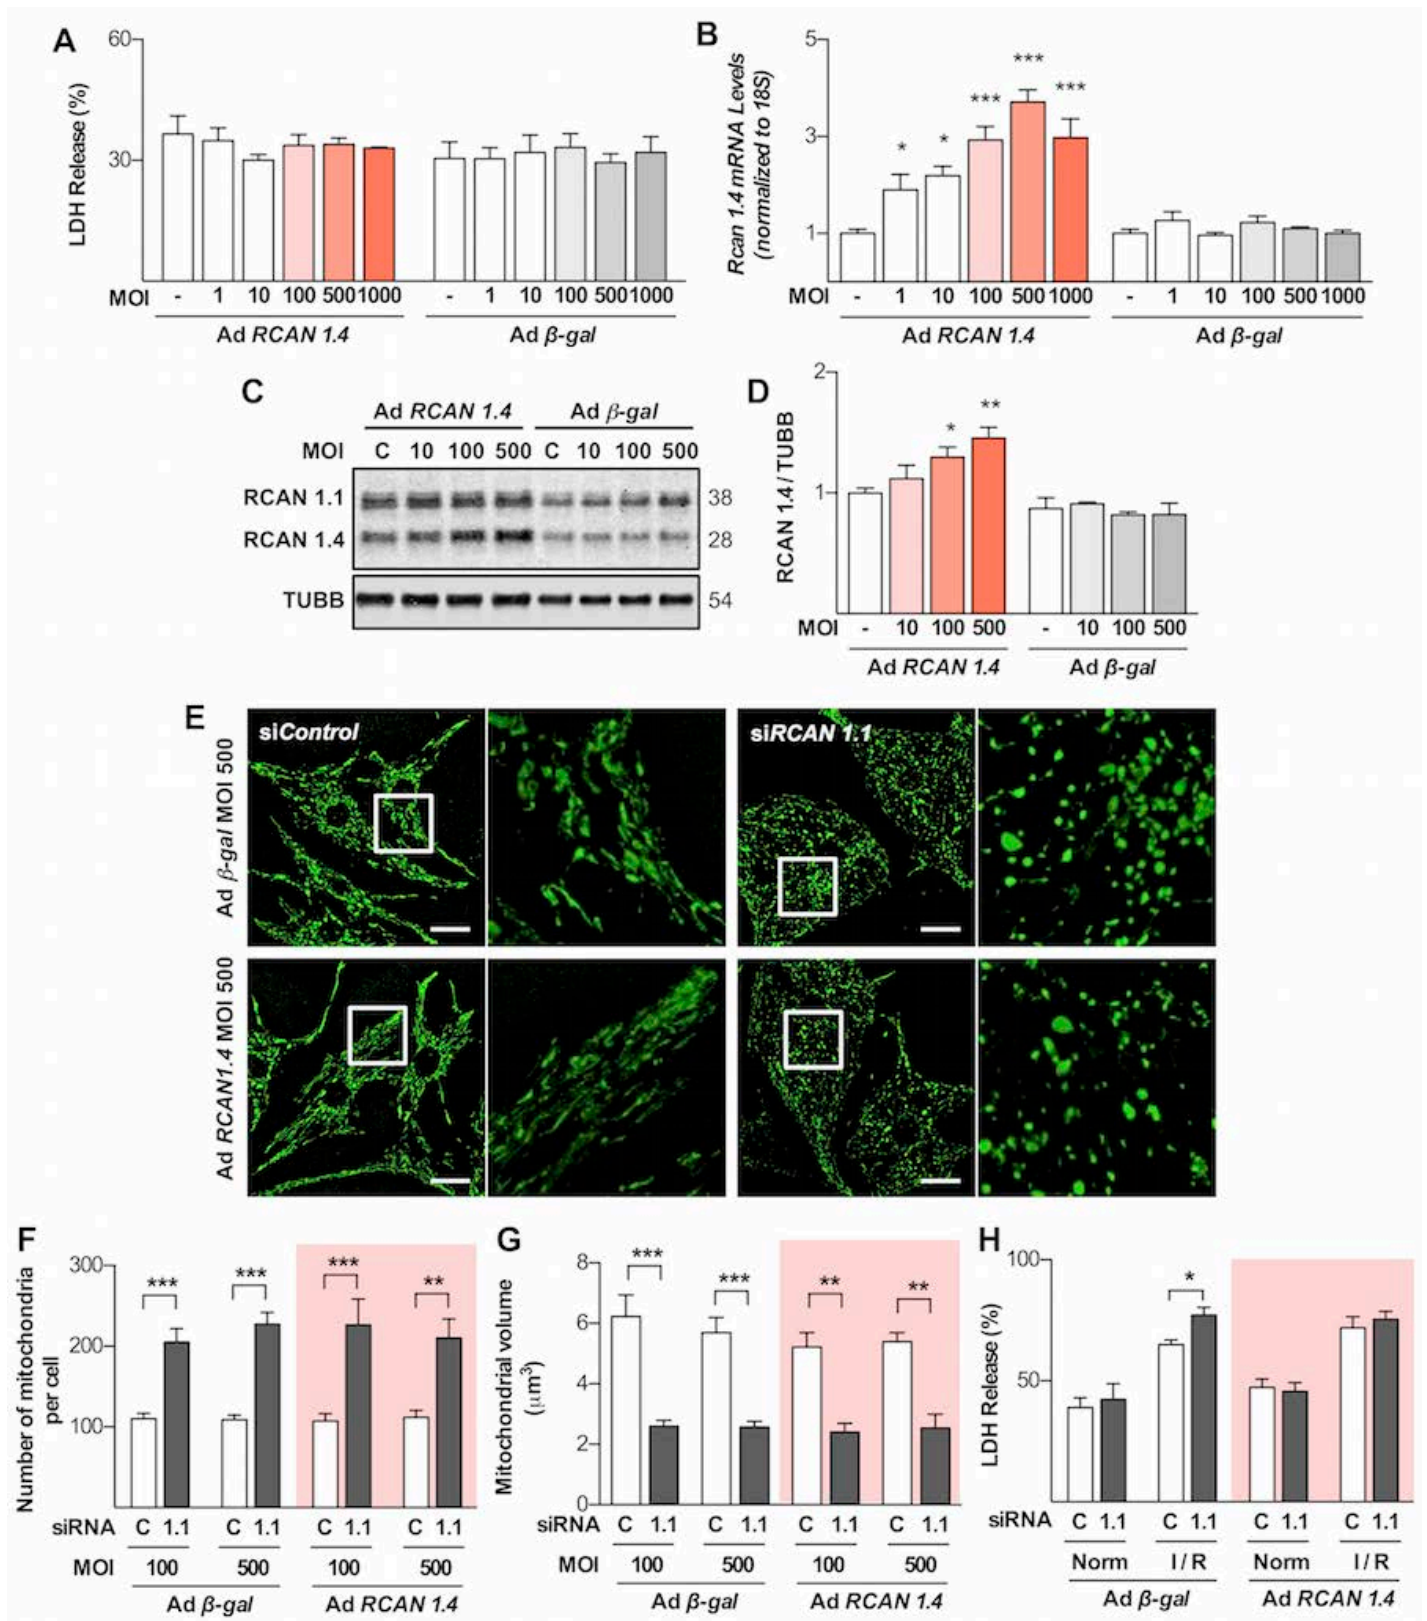 A
60
30
LDH Release (%)
MOI - 1 10 100 500 1000 - 1 10 100 500 1000
Ad RCAN 1.4 Ad β-gal
B
5
3
1
Rcan 1.4 mRNA Levels
(normalized to 18S)
* * *** *** ***
MOI - 1 10 100 500 1000 - 1 10 100 500 1000
Ad RCAN 1.4 Ad β-gal
C
Ad RCAN 1.4 Ad β-gal
MOI C 10 100 500 C 10 100 500
RCAN 1.1 38
RCAN 1.4 28
TUBB 54
D
2
1
RCAN 1.4 / TUBB
* **
MOI - 10 100 500 - 10 100 500
Ad RCAN 1.4 Ad β-gal
E
siControl siRCAN 1.1
Ad β-gal MOI 500
Ad RCAN1.4 MOI 500
F
300
200
100
Number of mitochondria
per cell
*** *** *** **
siRNA C 1.1 C 1.1 C 1.1 C 1.1
MOI 100 500 100 500
Ad β-gal Ad RCAN 1.4
G
8
6
4
2
0
Mitochondrial volume
(µm³)
*** *** ** **
siRNA C 1.1 C 1.1 C 1.1 C 1.1
MOI 100 500 100 500
Ad β-gal Ad RCAN 1.4
H
100
50
LDH Release (%)
*
siRNA C 1.1 C 1.1 C 1.1 C 1.1
Norm I / R Norm I / R
Ad β-gal Ad RCAN 1.4